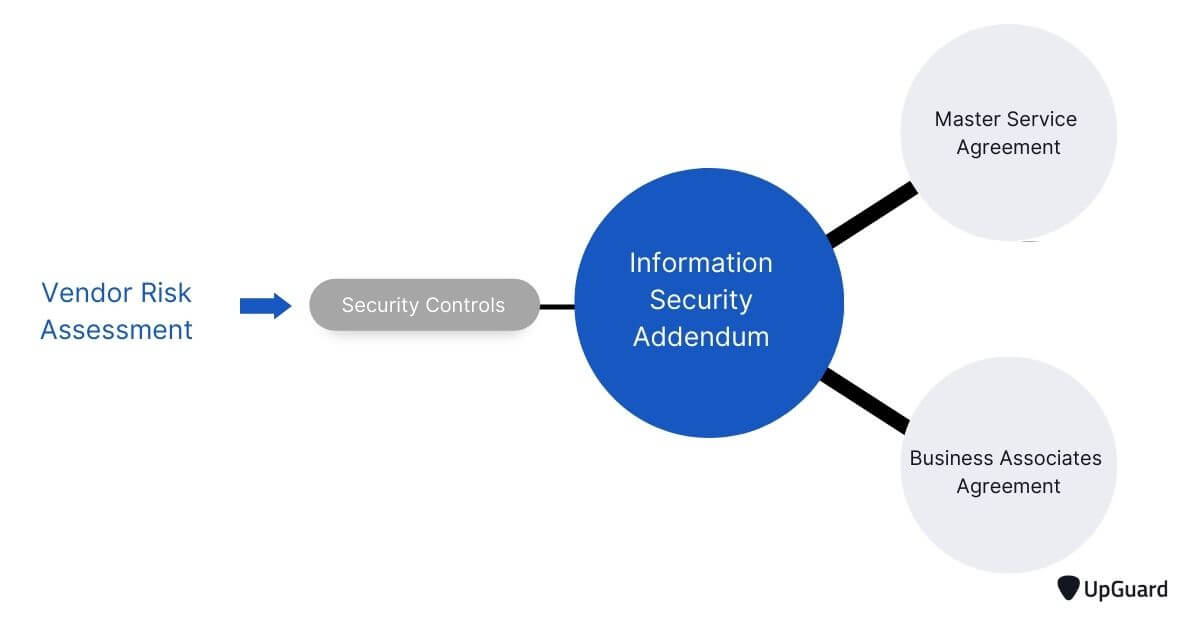 Vendor Risk
Assessment
Security Controls
Information
Security
Addendum
Master Service
Agreement
Business Associates
Agreement
UpGuard